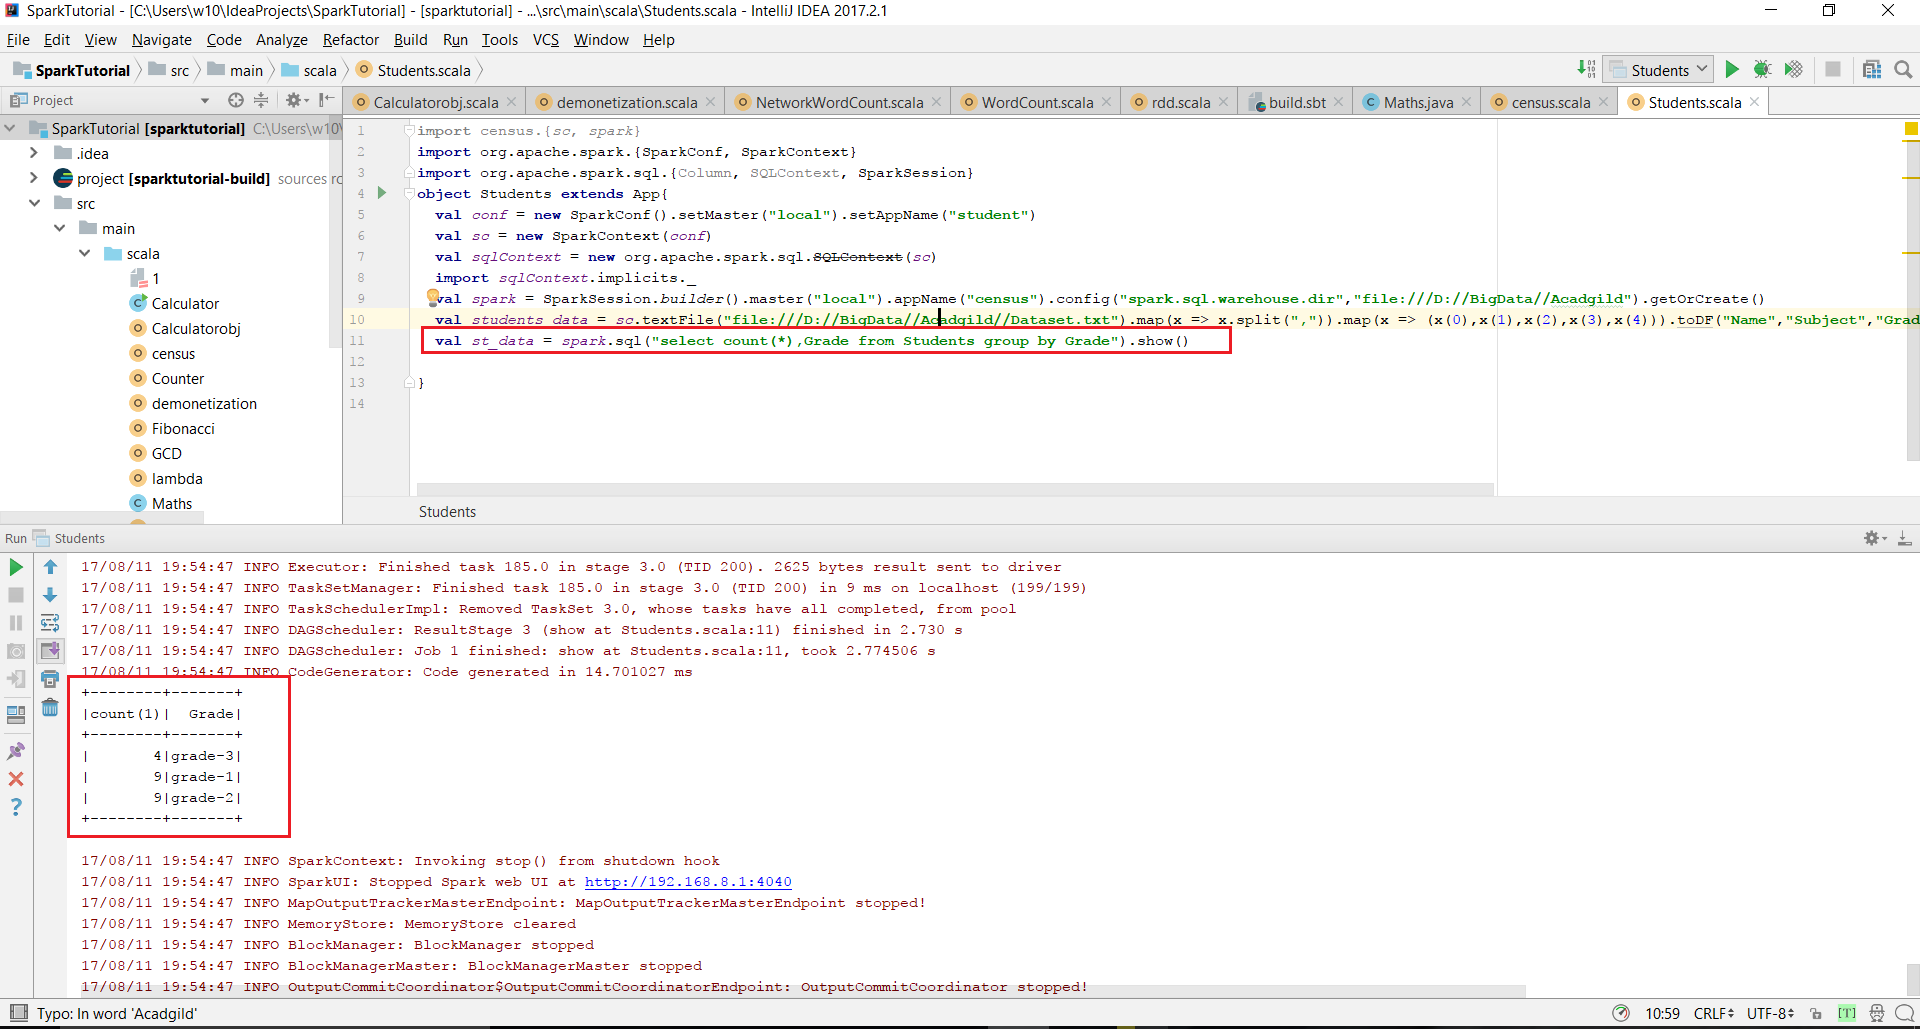 SparkTutorial - [C:\Users\w10\IdeaProjects\SparkTutorial] - [sparktutorial] - ...\src\main\scala\Students.scala - IntelliJ IDEA 2017.2.1
File Edit View Navigate Code Analyze Refactor Build Run Tools VCS Window Help
SparkTutorial src main scala Students.scala Students
Project
Calculatorobj.scala demonetization.scala NetworkWordCount.scala WordCount.scala rdd.scala build.sbt Maths.java census.scala Students.scala
SparkTutorial [sparktutorial] C:\Users\w10\
.idea
project [sparktutorial-build] sources ro
src
main
scala
1
Calculator
Calculatorobj
census
Counter
demonetization
Fibonacci
GCD
lambda
Maths
1 import census.{sc, spark}
2 import org.apache.spark.{SparkConf, SparkContext}
3 import org.apache.spark.sql.{Column, SQLContext, SparkSession}
4 object Students extends App{
5 val conf = new SparkConf().setMaster("local").setAppName("student")
6 val sc = new SparkContext(conf)
7 val sqlContext = new org.apache.spark.sql.SQLContext(sc)
8 import sqlContext.implicits._
9 val spark = SparkSession.builder().master("local").appName("census").config("spark.sql.warehouse.dir","file:///D://BigData//Acadgild").getOrCreate()
10 val students_data = sc.textFile("file:///D://BigData//Acadgild//Dataset.txt").map(x => x.split(",")).map(x => (x(0),x(1),x(2),x(3),x(4))).toDF("Name","Subject","Grad
11 val st_data = spark.sql("select count(*),Grade from Students group by Grade").show()
12
13 }
14
Students
Run Students
17/08/11 19:54:47 INFO Executor: Finished task 185.0 in stage 3.0 (TID 200). 2625 bytes result sent to driver
17/08/11 19:54:47 INFO TaskSetManager: Finished task 185.0 in stage 3.0 (TID 200) in 9 ms on localhost (199/199)
17/08/11 19:54:47 INFO TaskSchedulerImpl: Removed TaskSet 3.0, whose tasks have all completed, from pool
17/08/11 19:54:47 INFO DAGScheduler: ResultStage 3 (show at Students.scala:11) finished in 2.730 s
17/08/11 19:54:47 INFO DAGScheduler: Job 1 finished: show at Students.scala:11, took 2.774506 s
17/08/11 19:54:47 INFO CodeGenerator: Code generated in 14.701027 ms
+--------+-------+
|count(1)|  Grade|
+--------+-------+
|       4|grade-3|
|       9|grade-1|
|       9|grade-2|
+--------+-------+
17/08/11 19:54:47 INFO SparkContext: Invoking stop() from shutdown hook
17/08/11 19:54:47 INFO SparkUI: Stopped Spark web UI at http://192.168.8.1:4040
17/08/11 19:54:47 INFO MapOutputTrackerMasterEndpoint: MapOutputTrackerMasterEndpoint stopped!
17/08/11 19:54:47 INFO MemoryStore: MemoryStore cleared
17/08/11 19:54:47 INFO BlockManager: BlockManager stopped
17/08/11 19:54:47 INFO BlockManagerMaster: BlockManagerMaster stopped
17/08/11 19:54:47 INFO OutputCommitCoordinator$OutputCommitCoordinatorEndpoint: OutputCommitCoordinator stopped!
Typo: In word 'Acadgild' 10:59 CRLF UTF-8 [T]